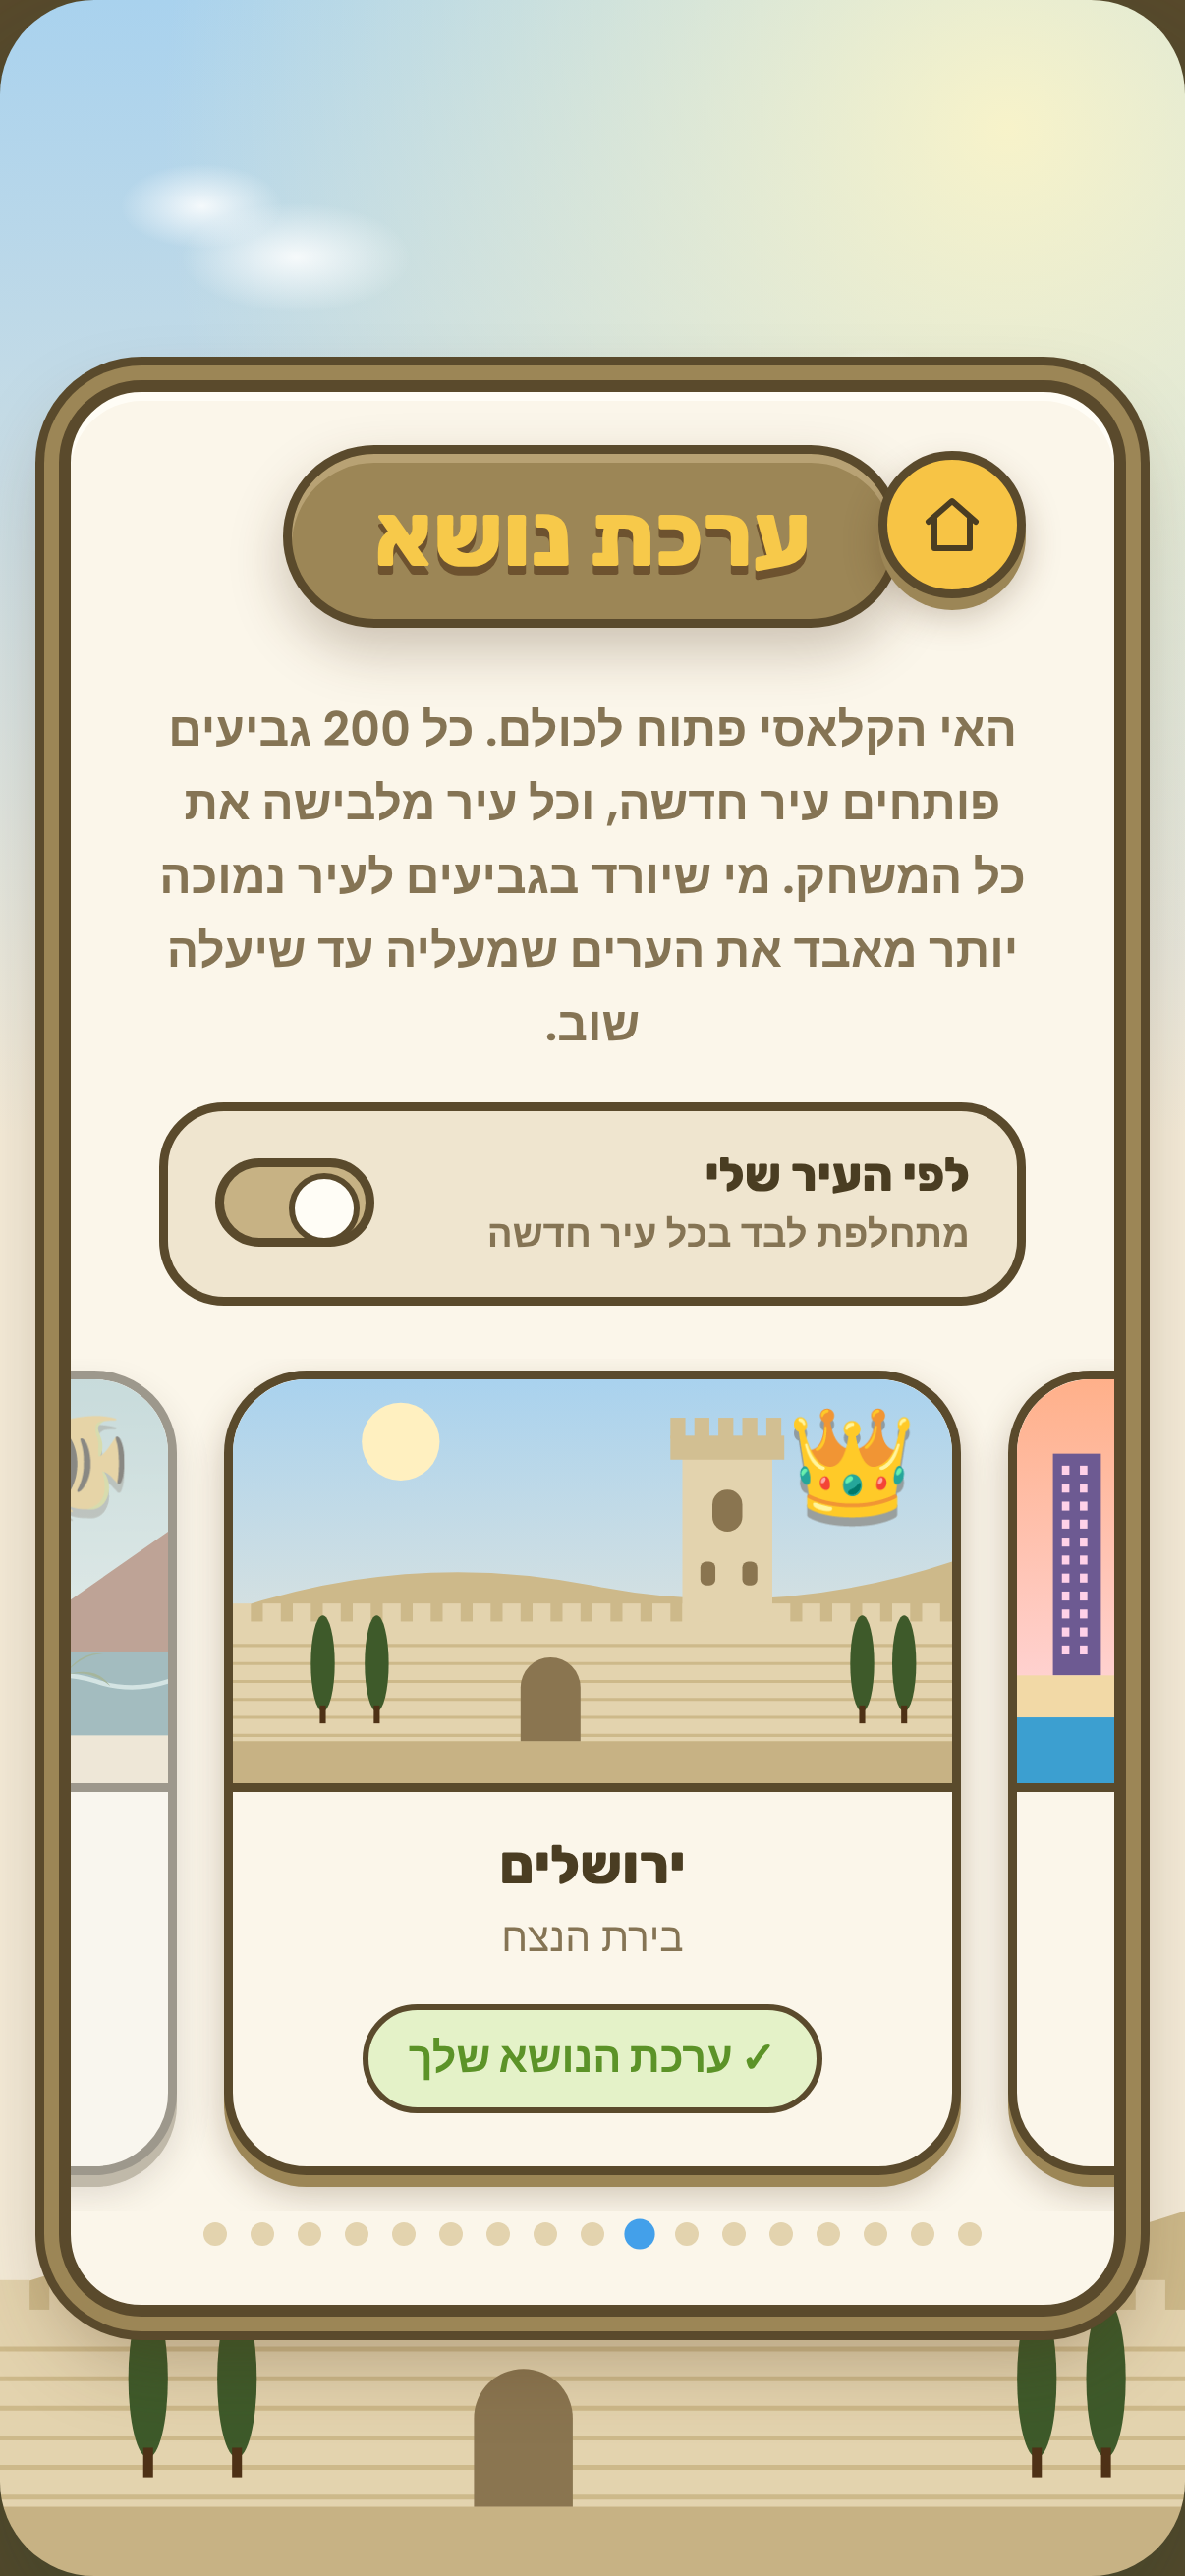 ערכת נושא
האי הקלאסי פתוח לכולם. כל 200 גביעים
פותחים עיר חדשה, וכל עיר מלבישה את
כל המשחק. מי שיורד בגביעים לעיר נמוכה
יותר מאבד את הערים שמעליה עד שיעלה
שוב.
לפי העיר שלי
מתחלפת לבד בכל עיר חדשה
ירושלים
בירת הנצח
✓ ערכת הנושא שלך